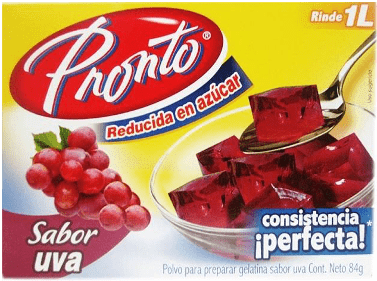 Rinde 1L
Pronto®
Reducida en azúcar
Sabor
uva
consistencia
¡perfecta!*
Polvo para preparar gelatina sabor uva Cont. Neto 84g